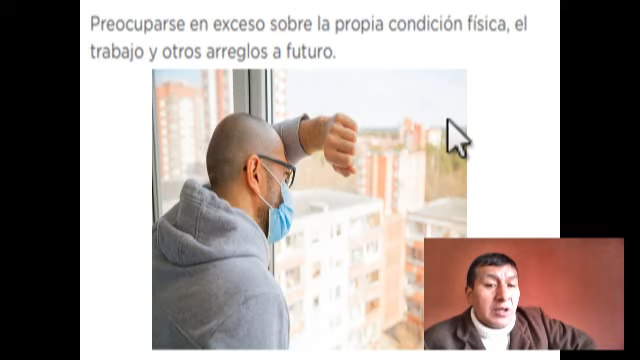 Preocuparse en exceso sobre la propia condición física, el
trabajo y otros arreglos a futuro.